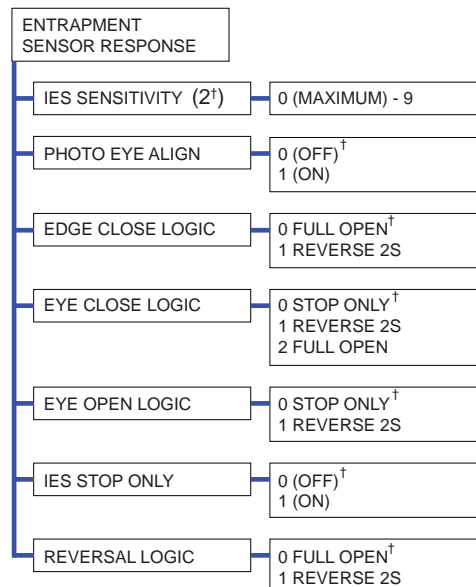 ENTRAPMENT
SENSOR RESPONSE
IES SENSITIVITY (2†)
0 (MAXIMUM) - 9
PHOTO EYE ALIGN
0 (OFF)†
1 (ON)
EDGE CLOSE LOGIC
0 FULL OPEN†
1 REVERSE 2S
EYE CLOSE LOGIC
0 STOP ONLY†
1 REVERSE 2S
2 FULL OPEN
EYE OPEN LOGIC
0 STOP ONLY†
1 REVERSE 2S
IES STOP ONLY
0 (OFF)†
1 (ON)
REVERSAL LOGIC
0 FULL OPEN†
1 REVERSE 2S